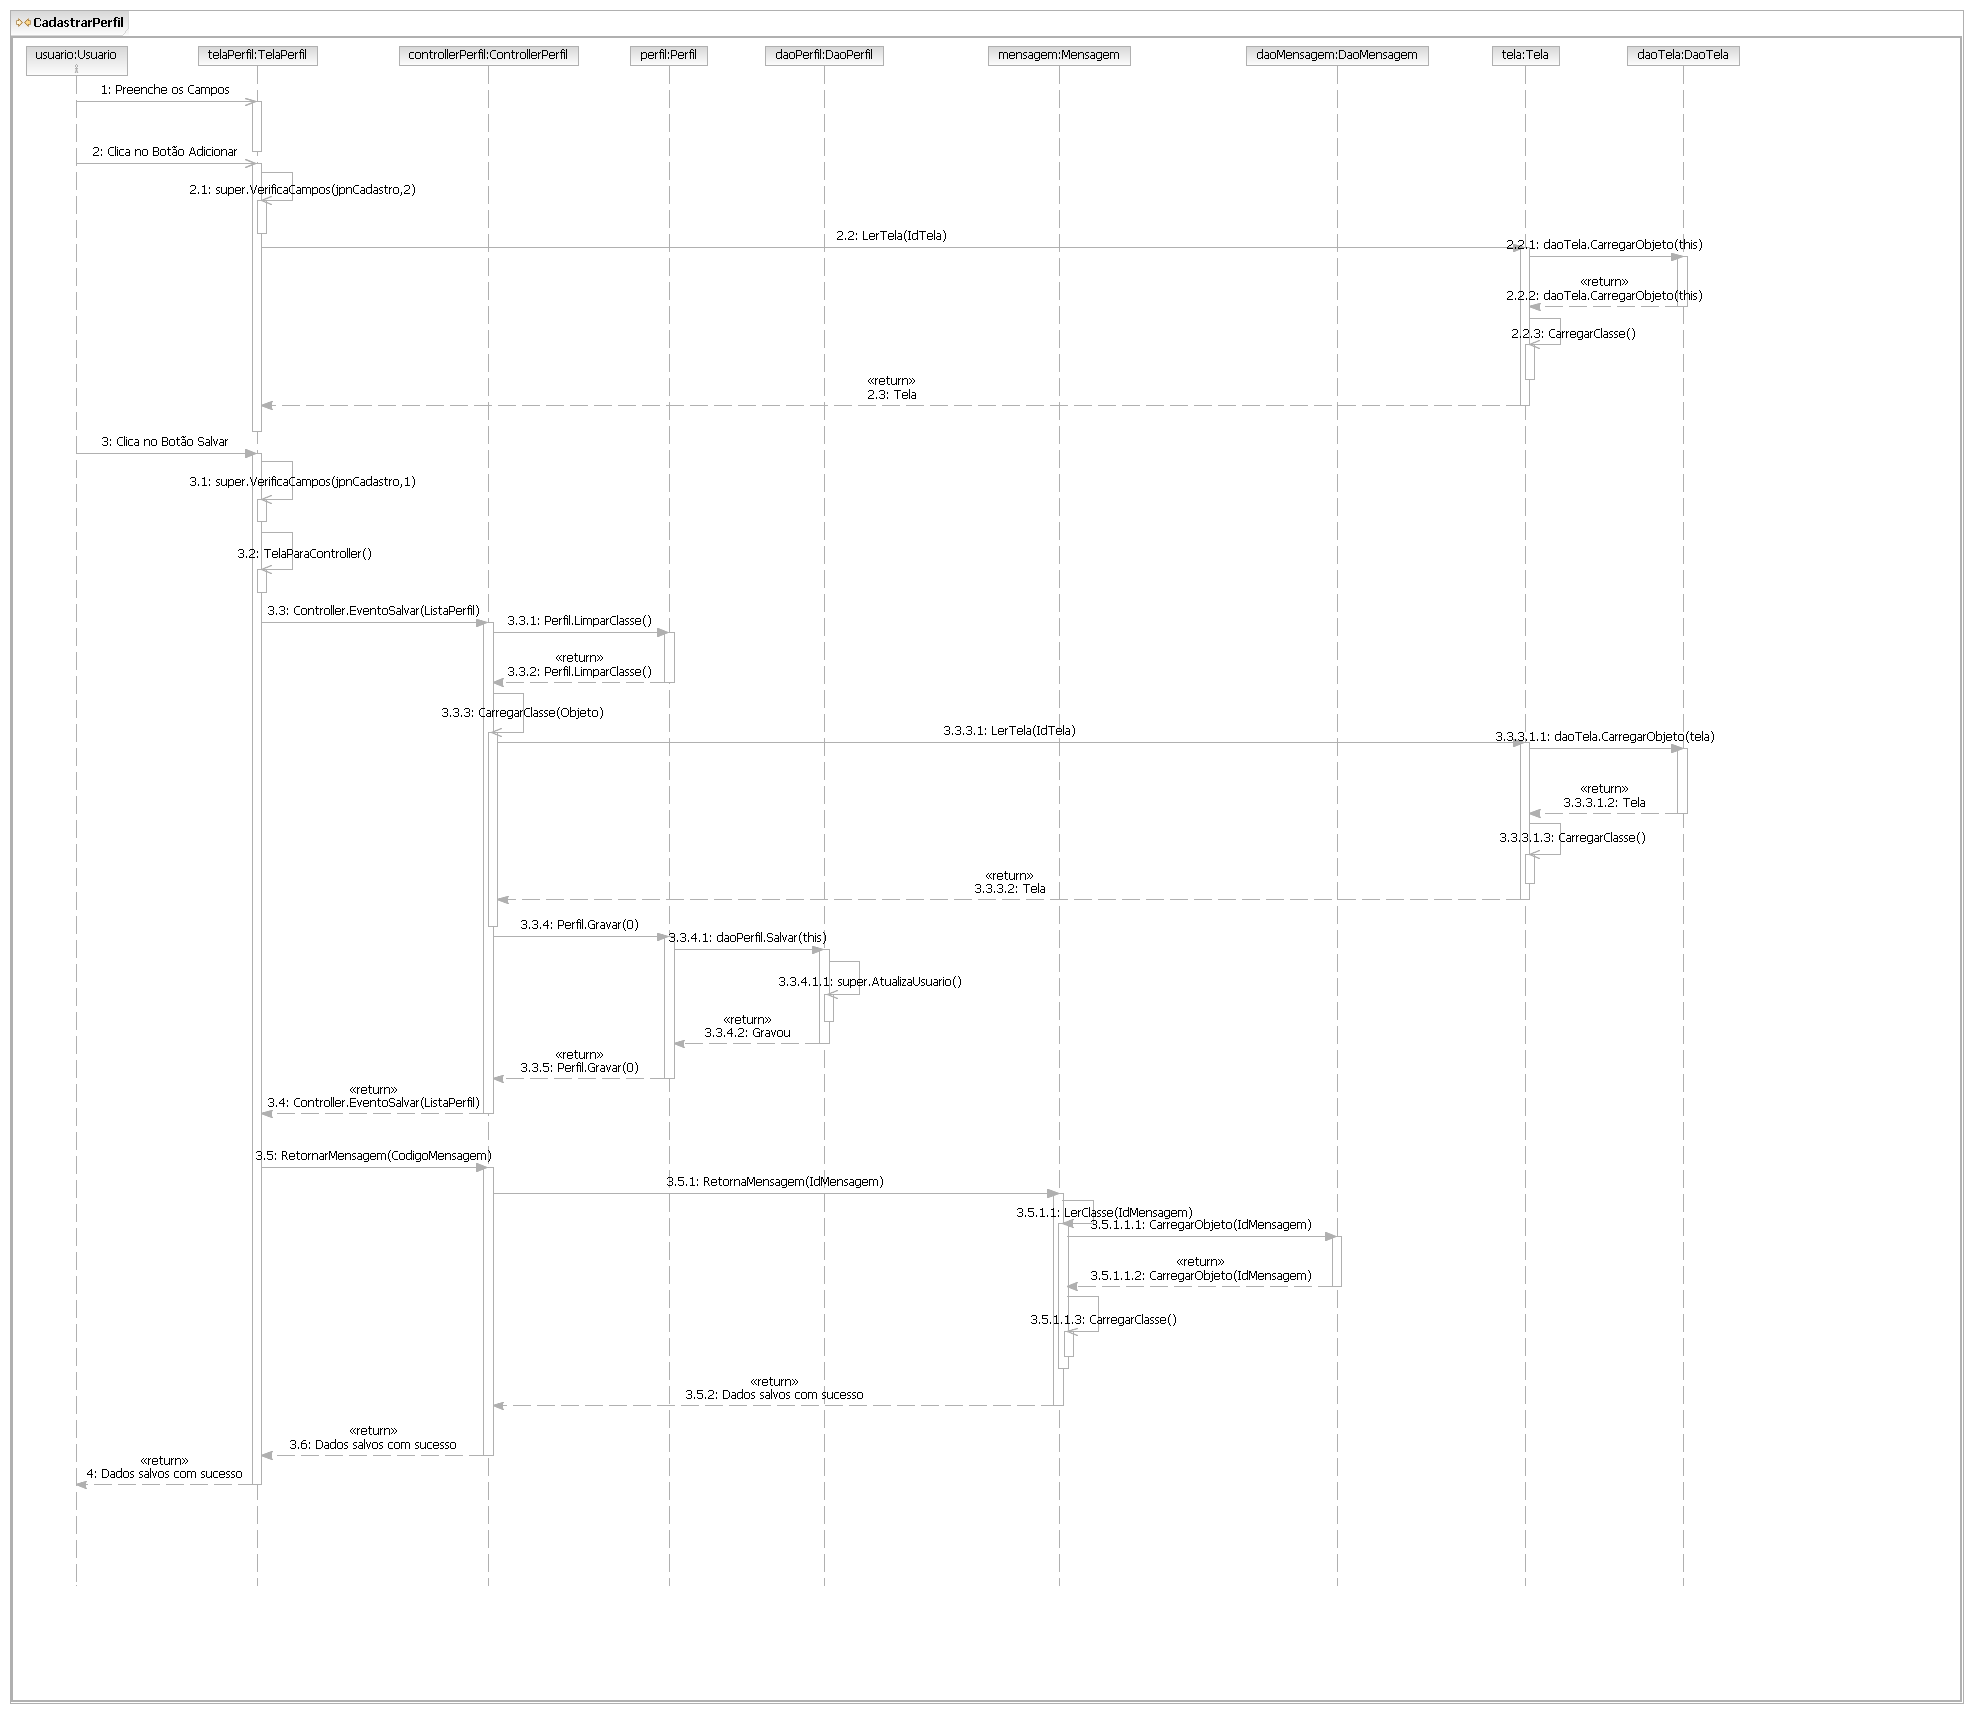 CadastrarPerfil
usuario:Usuario
telaPerfil:TelaPerfil
controllerPerfil:ControllerPerfil
perfil:Perfil
daoPerfil:DaoPerfil
mensagem:Mensagem
daoMensagem:DaoMensagem
tela:Tela
daoTela:DaoTela
1: Preenche os Campos
2: Clica no Botão Adicionar
2.1: super.VerificaCampos(jpnCadastro,2)
2.2: LerTela(IdTela)
2.2.1: daoTela.CarregarObjeto(this)
«return»
2.2.2: daoTela.CarregarObjeto(this)
2.2.3: CarregarClasse()
«return»
2.3: Tela
3: Clica no Botão Salvar
3.1: super.VerificaCampos(jpnCadastro,1)
3.2: TelaParaController()
3.3: Controller.EventoSalvar(ListaPerfil)
3.3.1: Perfil.LimparClasse()
«return»
3.3.2: Perfil.LimparClasse()
3.3.3: CarregarClasse(Objeto)
3.3.3.1: LerTela(IdTela)
3.3.3.1.1: daoTela.CarregarObjeto(tela)
«return»
3.3.3.1.2: Tela
3.3.3.1.3: CarregarClasse()
«return»
3.3.3.2: Tela
3.3.4: Perfil.Gravar(0)
3.3.4.1: daoPerfil.Salvar(this)
3.3.4.1.1: super.AtualizaUsuario()
«return»
3.3.4.2: Gravou
«return»
3.3.5: Perfil.Gravar(0)
«return»
3.4: Controller.EventoSalvar(ListaPerfil)
3.5: RetornarMensagem(CodigoMensagem)
3.5.1: RetornaMensagem(IdMensagem)
3.5.1.1: LerClasse(IdMensagem)
3.5.1.1.1: CarregarObjeto(IdMensagem)
«return»
3.5.1.1.2: CarregarObjeto(IdMensagem)
3.5.1.1.3: CarregarClasse()
«return»
3.5.2: Dados salvos com sucesso
«return»
3.6: Dados salvos com sucesso
«return»
4: Dados salvos com sucesso